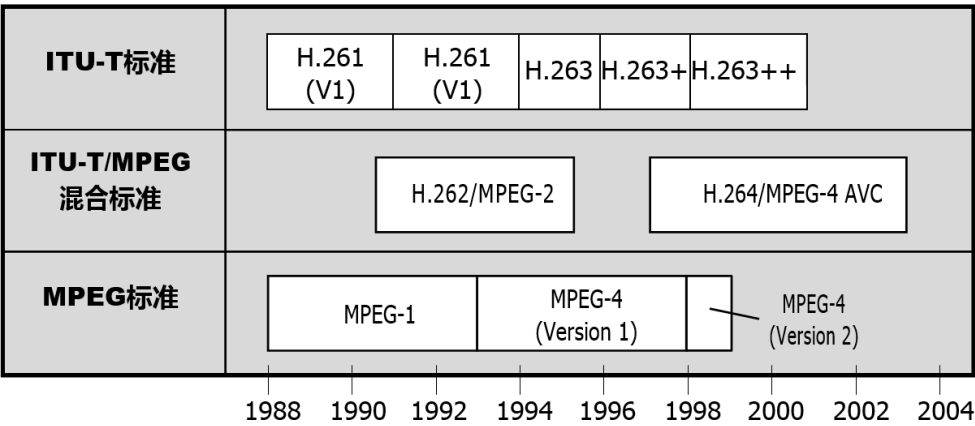 ITU-T标准
H.261
(V1)
H.261
(V1)
H.263
H.263+
H.263++
ITU-T/MPEG
混合标准
H.262/MPEG-2
H.264/MPEG-4 AVC
MPEG标准
MPEG-1
MPEG-4
(Version 1)
MPEG-4
(Version 2)
1988 1990 1992 1994 1996 1998 2000 2002 2004